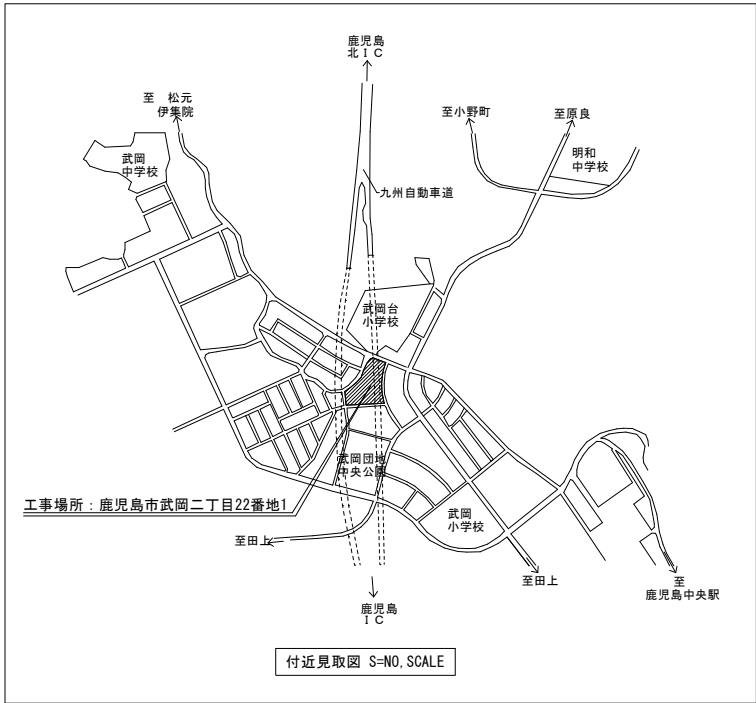 鹿児島
北ＩＣ
至　松元
伊集院
至小野町
至原良
武岡
中学校
明和
中学校
九州自動車道
武岡台
小学校
武岡団地
中央公園
工事場所：鹿児島市武岡二丁目22番地1
武岡
小学校
至田上
至田上
至
鹿児島中央駅
鹿児島
ＩＣ
付近見取図 S=NO,SCALE